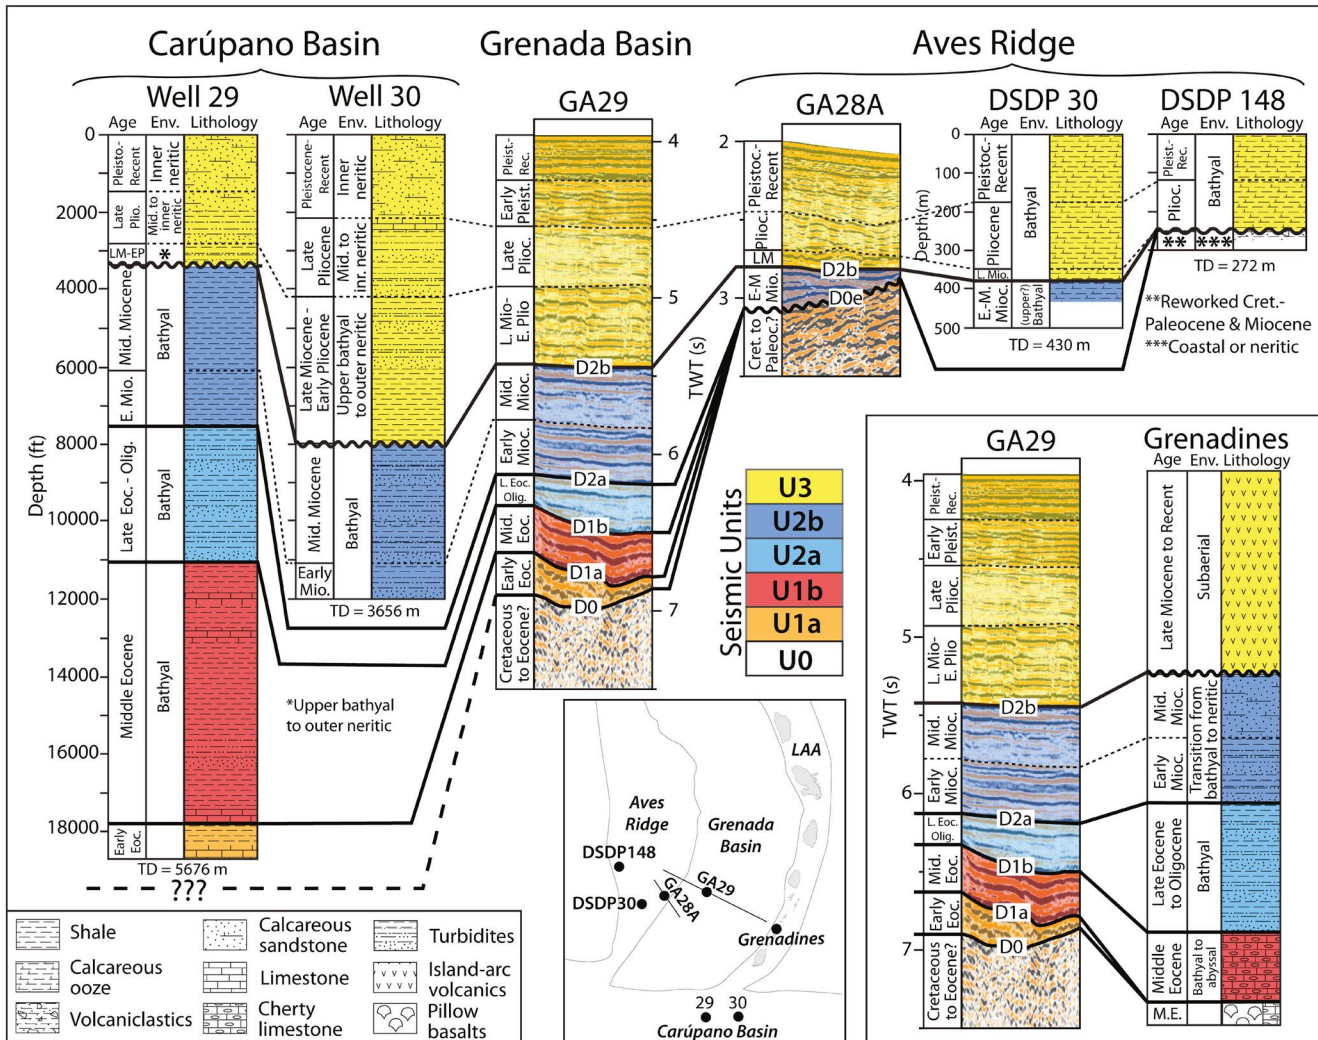 Carúpano Basin
Grenada Basin
Aves Ridge
Well 29
Age Env. Lithology
0
2000
4000
6000
8000
10000
12000
14000
16000
18000
Depth (ft)
Pleisto.-
Recent
Late
Plio.
LM-EP
Mid. Miocene
E. Mio.
Late Eoc. - Olig.
Middle Eocene
Early
Eoc.
Inner
neritic
Mid. to
inner
neritic
*
Bathyal
Bathyal
Bathyal
TD = 5676 m
???
Well 30
Age Env. Lithology
Pleistocene-
Recent
Late
Pliocene
Late Miocene -
Early Pliocene
Mid. Miocene
Early
Mio.
Inner
neritic
Mid. to
inr. neritic
Upper bathyal
to outer neritic
Bathyal
TD = 3656 m
*Upper bathyal
to outer neritic
GA29
Pleist.-
Rec.
Early
Pleist.
Late
Plioc.
L. Mio-
E. Plio
Mid.
Mioc.
Early
Mioc.
L. Eoc.
Olig.
Mid.
Eoc.
Early
Eoc.
Cretaceous
to Eocene?
D2b
D2a
D1b
D1a
D0
4
5
6
7
TWT (s)
GA28A
2
3
Pleistoc.-
Recent
Plioc.
LM
E-M
Mio.
Cret. to
Paleoc.?
D2b
D0e
DSDP 30
Age Env. Lithology
0
100
200
300
400
500
Depth (m)
Pleistoc.-
Recent
Pliocene
L. Mio.
E.-M.
Mioc.
Bathyal
(upper?)
Bathyal
TD = 430 m
DSDP 148
Age Env. Lithology
Pleist.-
Rec.
Plioc.
Bathyal
** ***
TD = 272 m
**Reworked Cret.-
Paleocene & Miocene
***Coastal or neritic
Seismic Units
U3
U2b
U2a
U1b
U1a
U0
LAA
Aves
Ridge
Grenada
Basin
DSDP148
DSDP30
GA28A
GA29
Grenadines
29 30
Carúpano Basin
GA29
4
5
6
7
TWT (s)
Pleist.-
Rec.
Early
Pleist.
Late
Plioc.
L. Mio-
E. Plio
Mid.
Mioc.
Early
Mioc.
L. Eoc.
Olig.
Mid.
Eoc.
Early
Eoc.
Cretaceous
to Eocene?
D2b
D2a
D1b
D1a
D0
Grenadines
Age Env. Lithology
Late Miocene to Recent
Mid.
Mioc.
Early
Mioc.
Late Eocene
to Oligocene
Middle
Eocene
M.E.
Subaerial
Transition from
bathyal to neritic
Bathyal
Bathyal to
abyssal
Shale
Calcareous
ooze
Volcaniclastics
Calcareous
sandstone
Limestone
Cherty
limestone
Turbidites
Island-arc
volcanics
Pillow
basalts